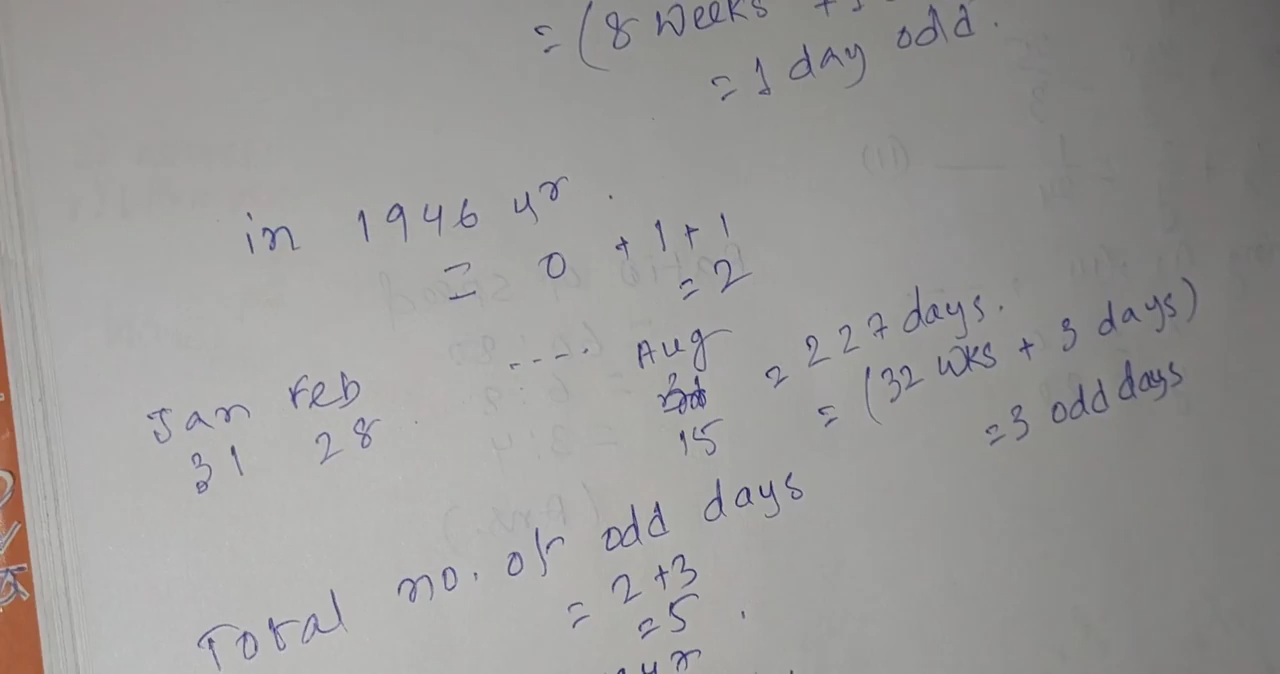 = (8 weeks +
= 1 day odd.
in 1946 yr.
= 0 + 1 + 1
= 2
Jan Feb ---- Aug = 227 days.
31 28 15 = (32 wks + 3 days)
= 3 odd days
Total no. of odd days
= 2 + 3
= 5.